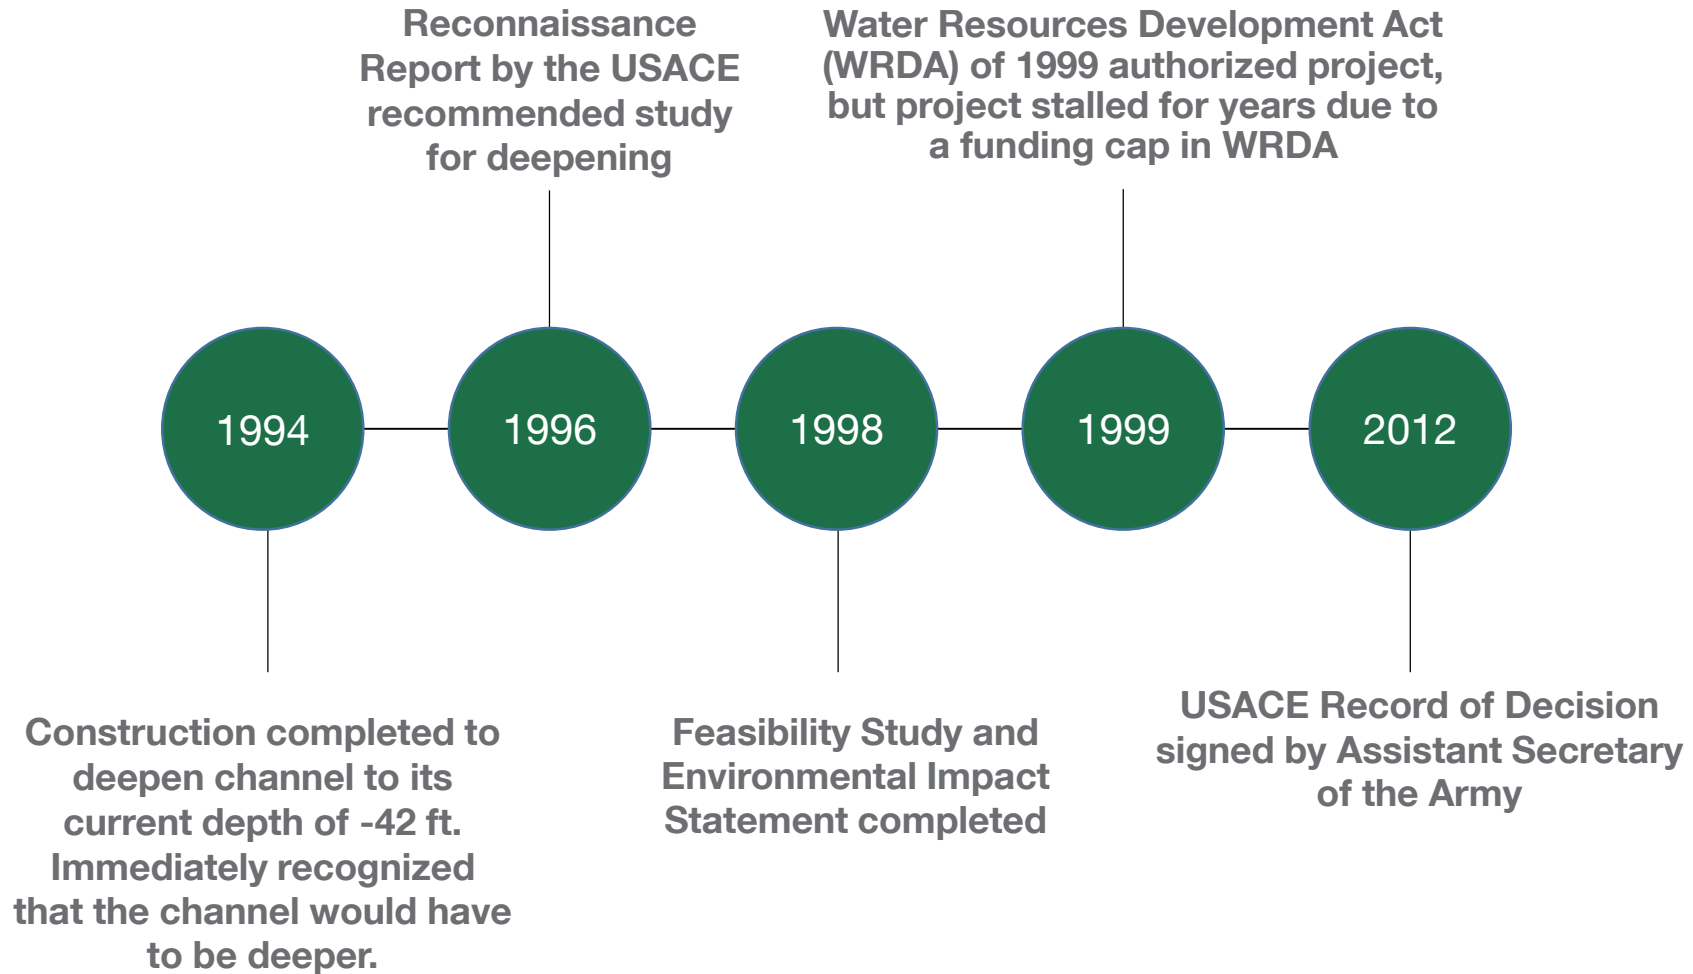 Reconnaissance
Report by the USACE
recommended study
for deepening
Water Resources Development Act
(WRDA) of 1999 authorized project,
but project stalled for years due to
a funding cap in WRDA
1994
1996
1998
1999
2012
Construction completed to
deepen channel to its
current depth of -42 ft.
Immediately recognized
that the channel would have
to be deeper.
Feasibility Study and
Environmental Impact
Statement completed
USACE Record of Decision
signed by Assistant Secretary
of the Army